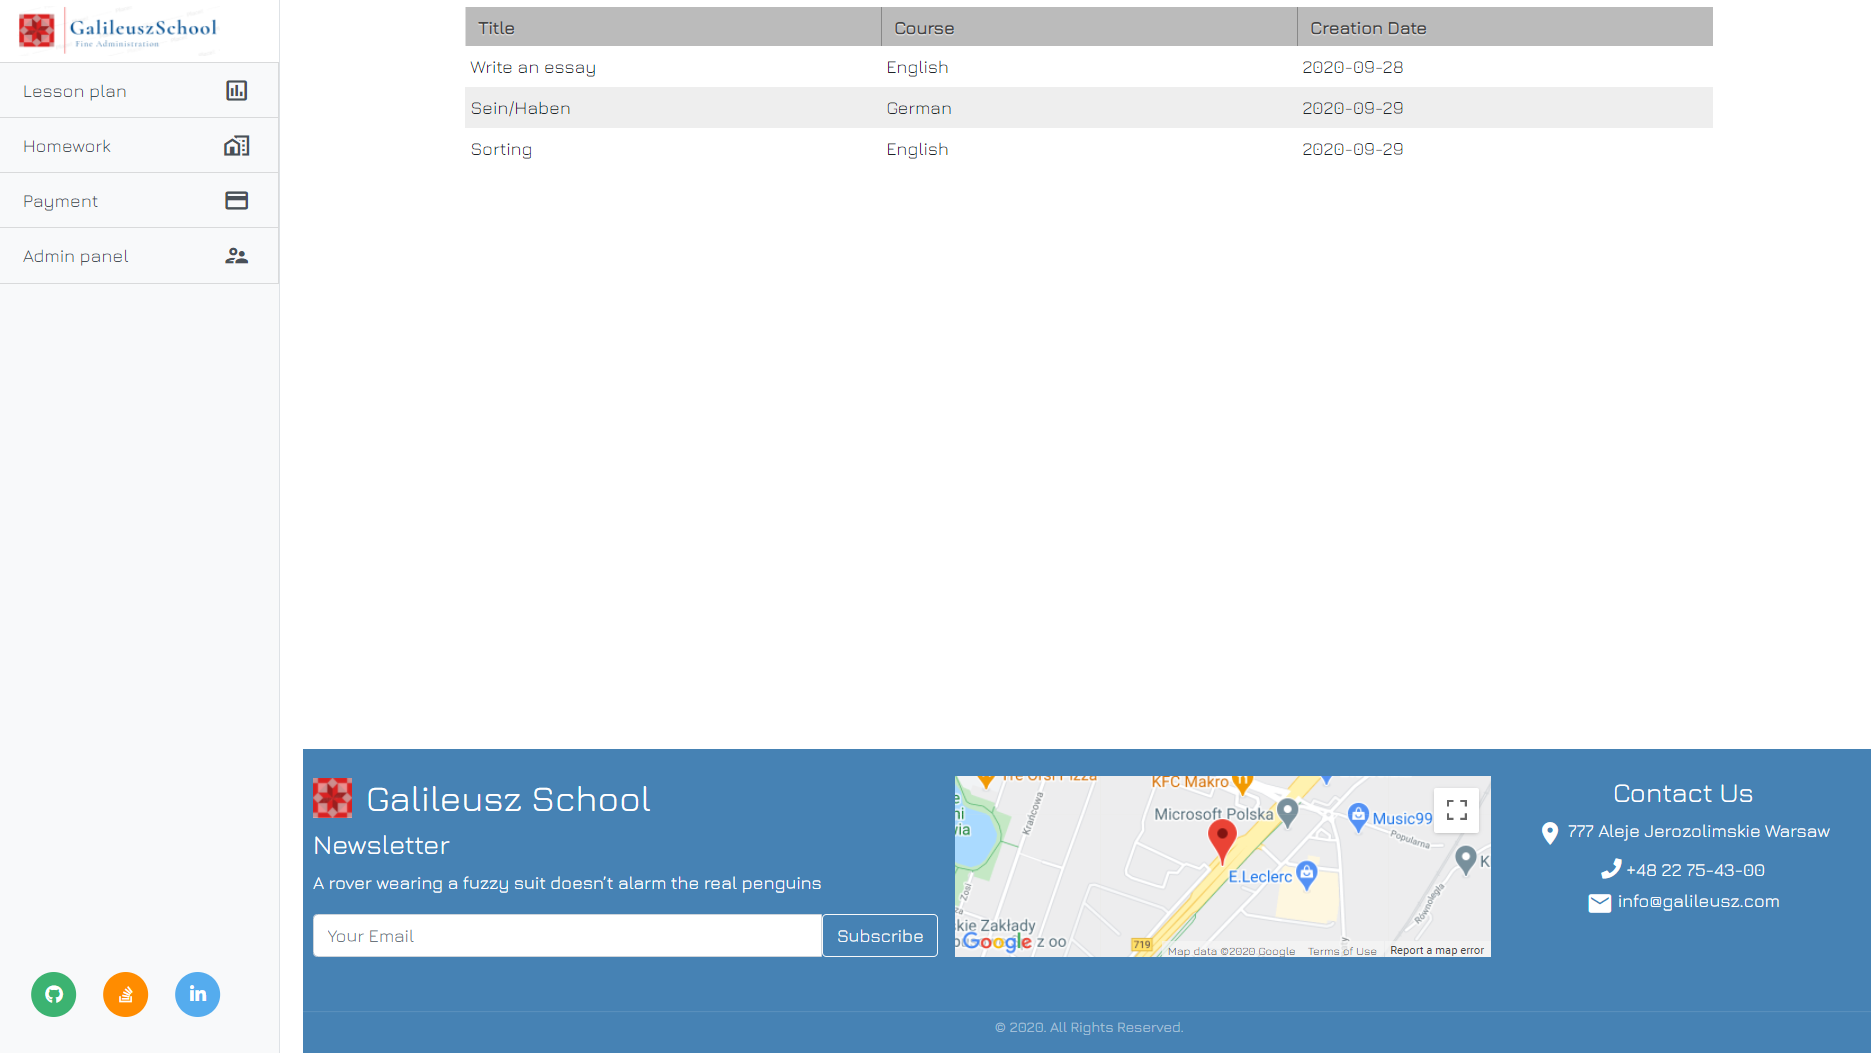 GalileuszSchool
Fine Administration
Lesson plan
Homework
Payment
Admin panel
Title Course Creation Date
Write an essay English 2020-09-28
Sein/Haben German 2020-09-29
Sorting English 2020-09-29
Galileusz School
Newsletter
A rover wearing a fuzzy suit doesn’t alarm the real penguins
Your Email Subscribe
KFC Makro
Microsoft Polska
Music99
Krańcowa
Popularna
E.Leclerc
K
Zosi
Równoległa
kie Zakłady
z oo
Google
719
Map data ©2020 Google Terms of Use Report a map error
Contact Us
777 Aleje Jerozolimskie Warsaw
+48 22 75-43-00
info@galileusz.com
© 2020. All Rights Reserved.